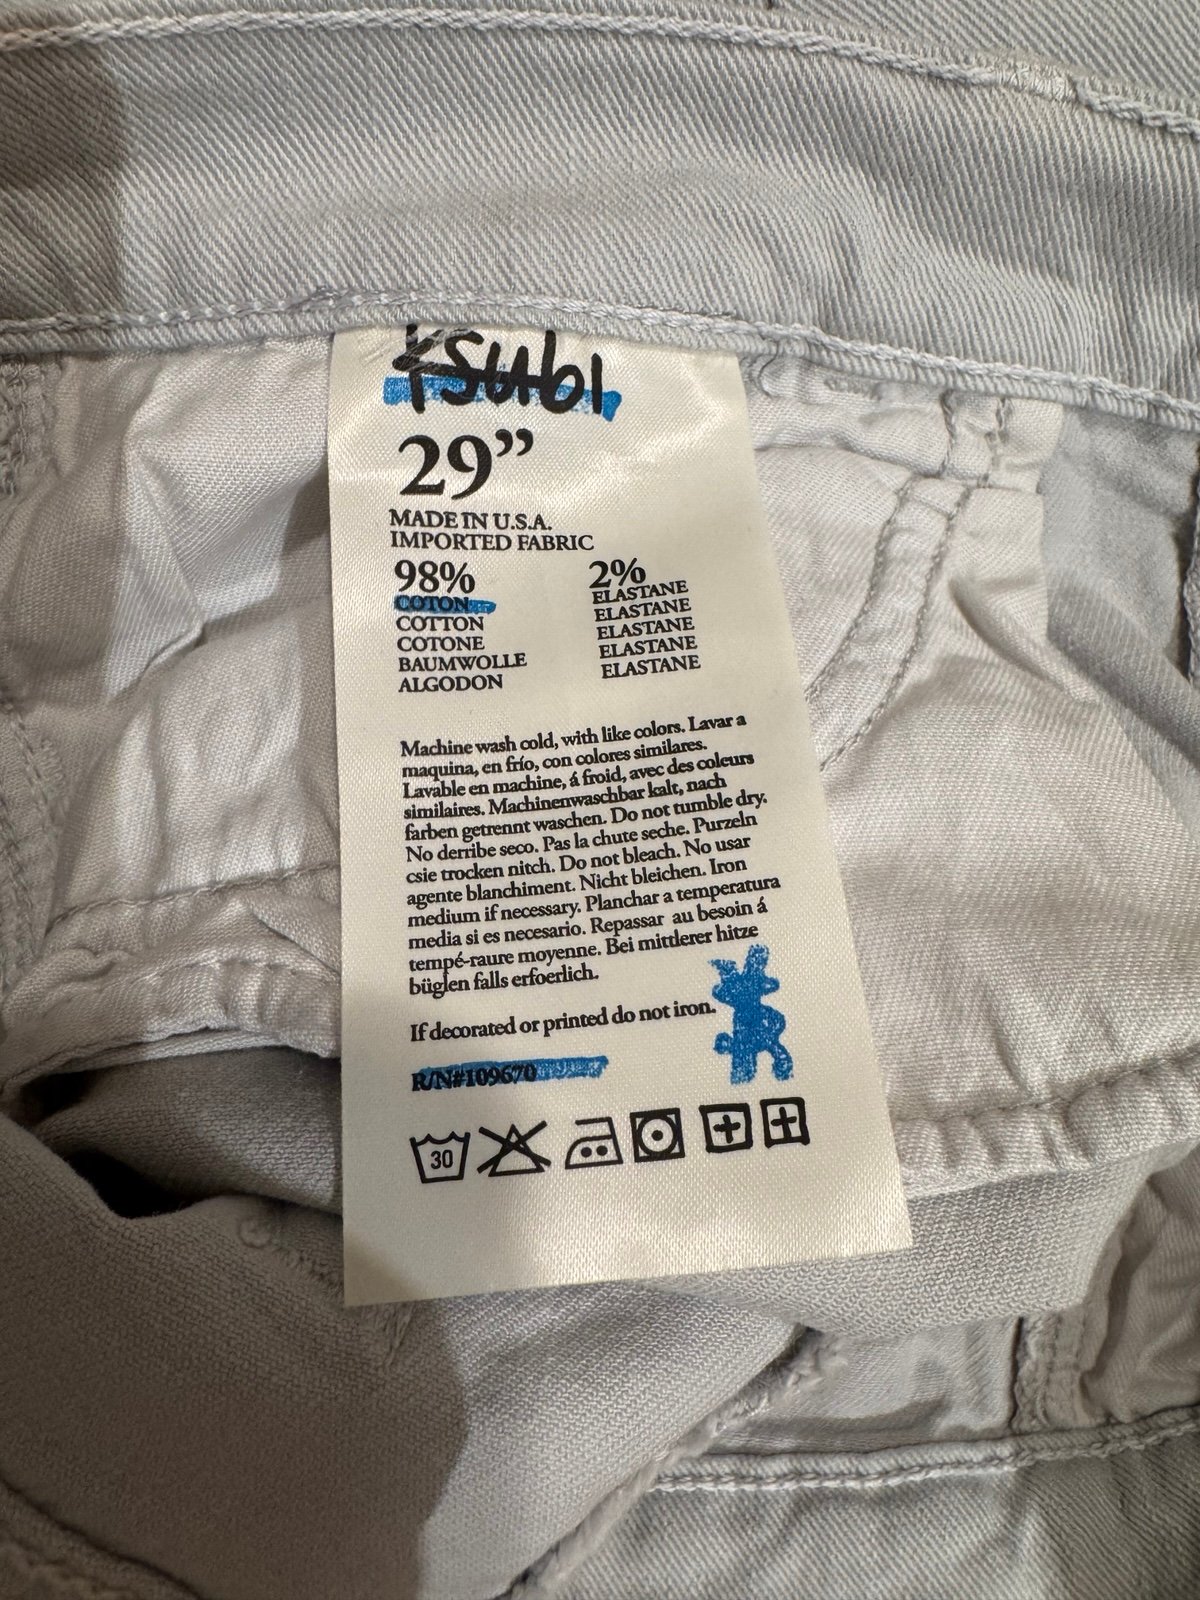 Ksubi
29”
MADE IN U.S.A.
IMPORTED FABRIC
98%
COTON
COTTON
COTONE
BAUMWOLLE
ALGODON
2%
ELASTANE
ELASTANE
ELASTANE
ELASTANE
ELASTANE
Machine wash cold, with like colors. Lavar a
maquina, en frío, con colores similares.
Lavable en machine, á froid, avec des coleurs
similaires. Machinenwaschbar kalt, nach
farben getrennt waschen. Do not tumble dry.
No derribe seco. Pas la chute seche. Purzeln
csie trocken nitch. Do not bleach. No usar
agente blanchiment. Nicht bleichen. Iron
medium if necessary. Planchar a temperatura
media si es necesario. Repassar au besoin á
tempé-raure moyenne. Bei mittlerer hitze
büglen falls erfoerlich.
If decorated or printed do not iron.
R/N#109670
30